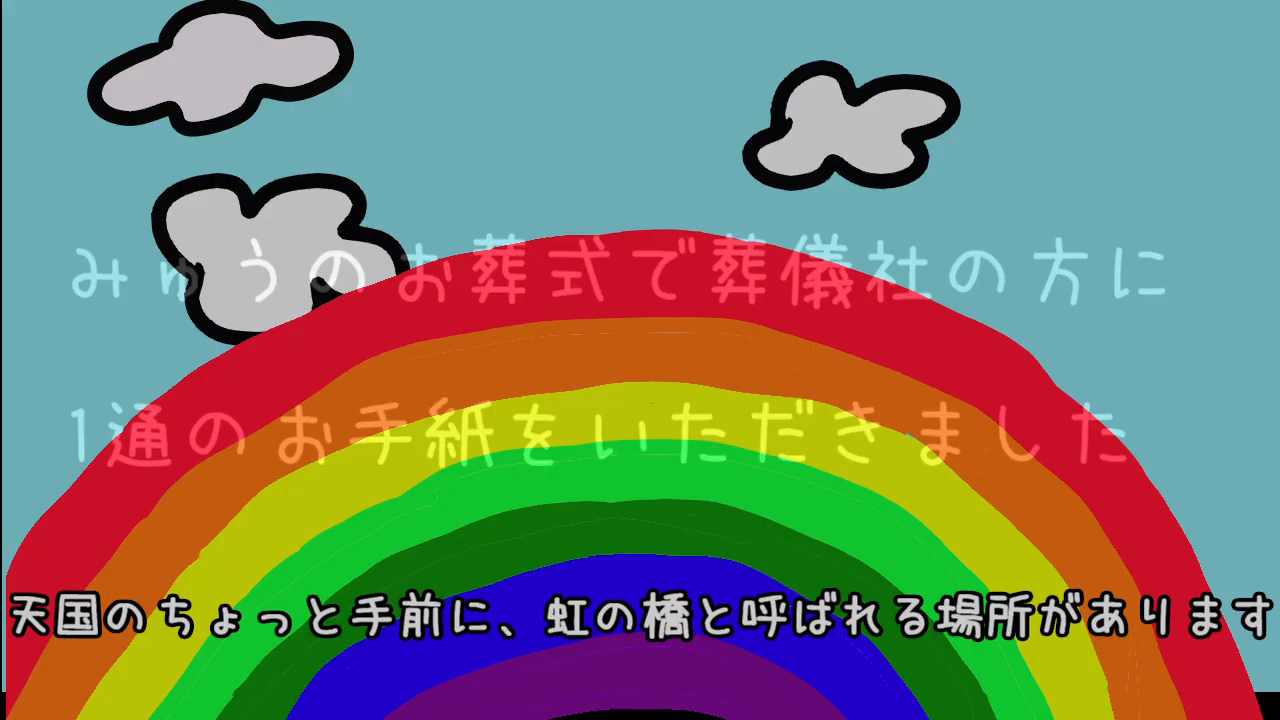 みゅうのお葬式で葬儀社の方に
1通のお手紙をいただきました
天国のちょっと手前に、虹の橋と呼ばれる場所があります